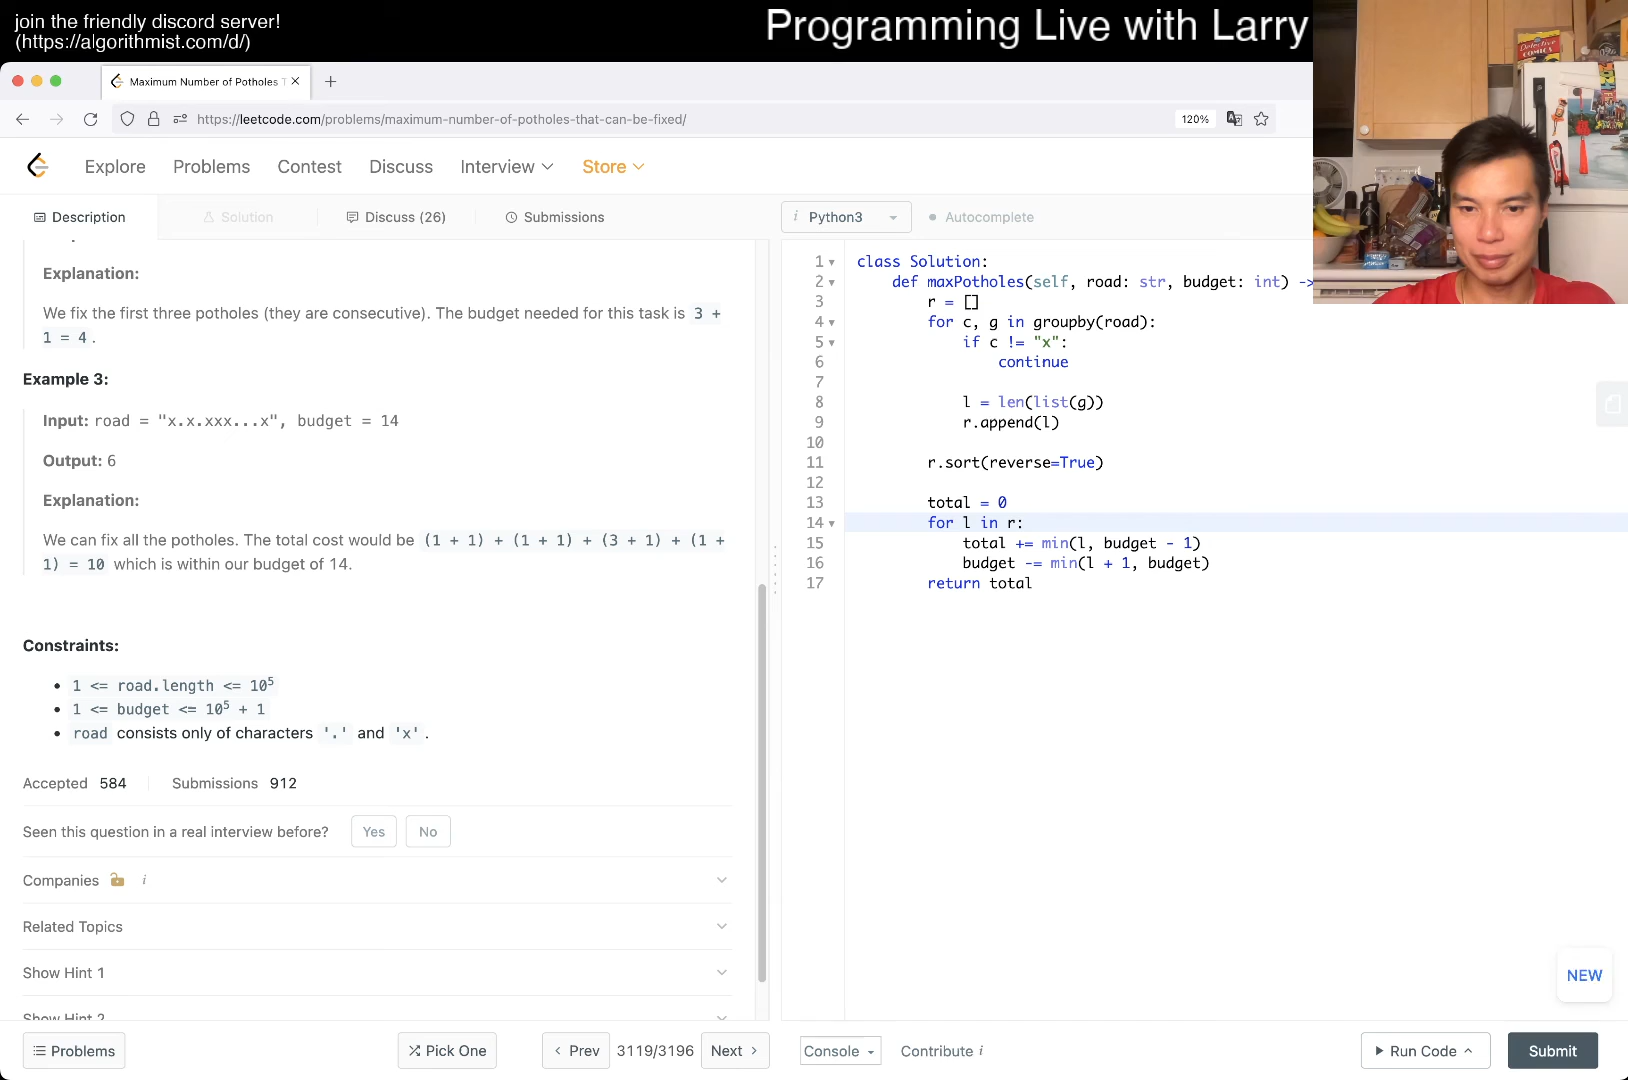 join the friendly discord server!
(https://algorithmist.com/d/)
Programming Live with Larry
Maximum Number of Potholes T
https://leetcode.com/problems/maximum-number-of-potholes-that-can-be-fixed/
120%
Explore
Problems
Contest
Discuss
Interview
Store
Description
Solution
Discuss (26)
Submissions
i Python3
Autocomplete
Explanation:
We fix the first three potholes (they are consecutive). The budget needed for this task is 3 +
1 = 4 .
Example 3:
Input: road = "x.x.xxx...x", budget = 14
Output: 6
Explanation:
We can fix all the potholes. The total cost would be (1 + 1) + (1 + 1) + (3 + 1) + (1 +
1) = 10 which is within our budget of 14.
Constraints:
• 1 <= road.length <= 10⁵
• 1 <= budget <= 10⁵ + 1
• road consists only of characters '.' and 'x' .
Accepted 584
Submissions 912
Seen this question in a real interview before?
Yes
No
Companies i
Related Topics
Show Hint 1
Show Hint 2
1 class Solution:
2 def maxPotholes(self, road: str, budget: int) ->
3 r = []
4 for c, g in groupby(road):
5 if c != "x":
6 continue
7
8 l = len(list(g))
9 r.append(l)
10
11 r.sort(reverse=True)
12
13 total = 0
14 for l in r:
15 total += min(l, budget - 1)
16 budget -= min(l + 1, budget)
17 return total
NEW
Problems
Pick One
Prev
3119/3196
Next
Console
Contribute i
Run Code
Submit